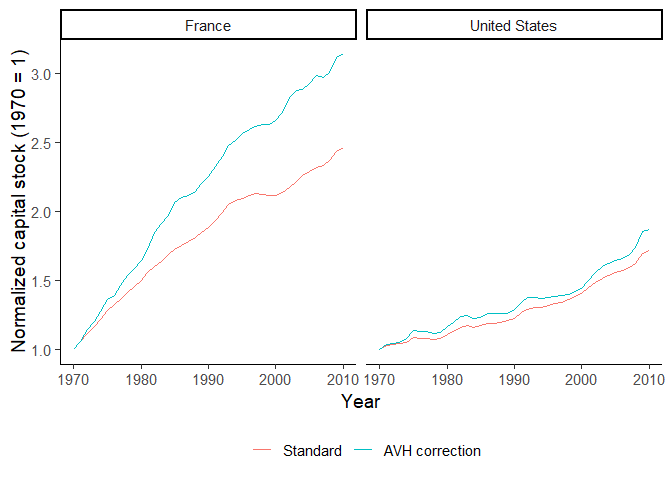 France
United States
Normalized capital stock (1970 = 1)
3.0
2.5
2.0
1.5
1.0
1970 1980 1990 2000 2010 1970 1980 1990 2000 2010
Year
Standard AVH correction